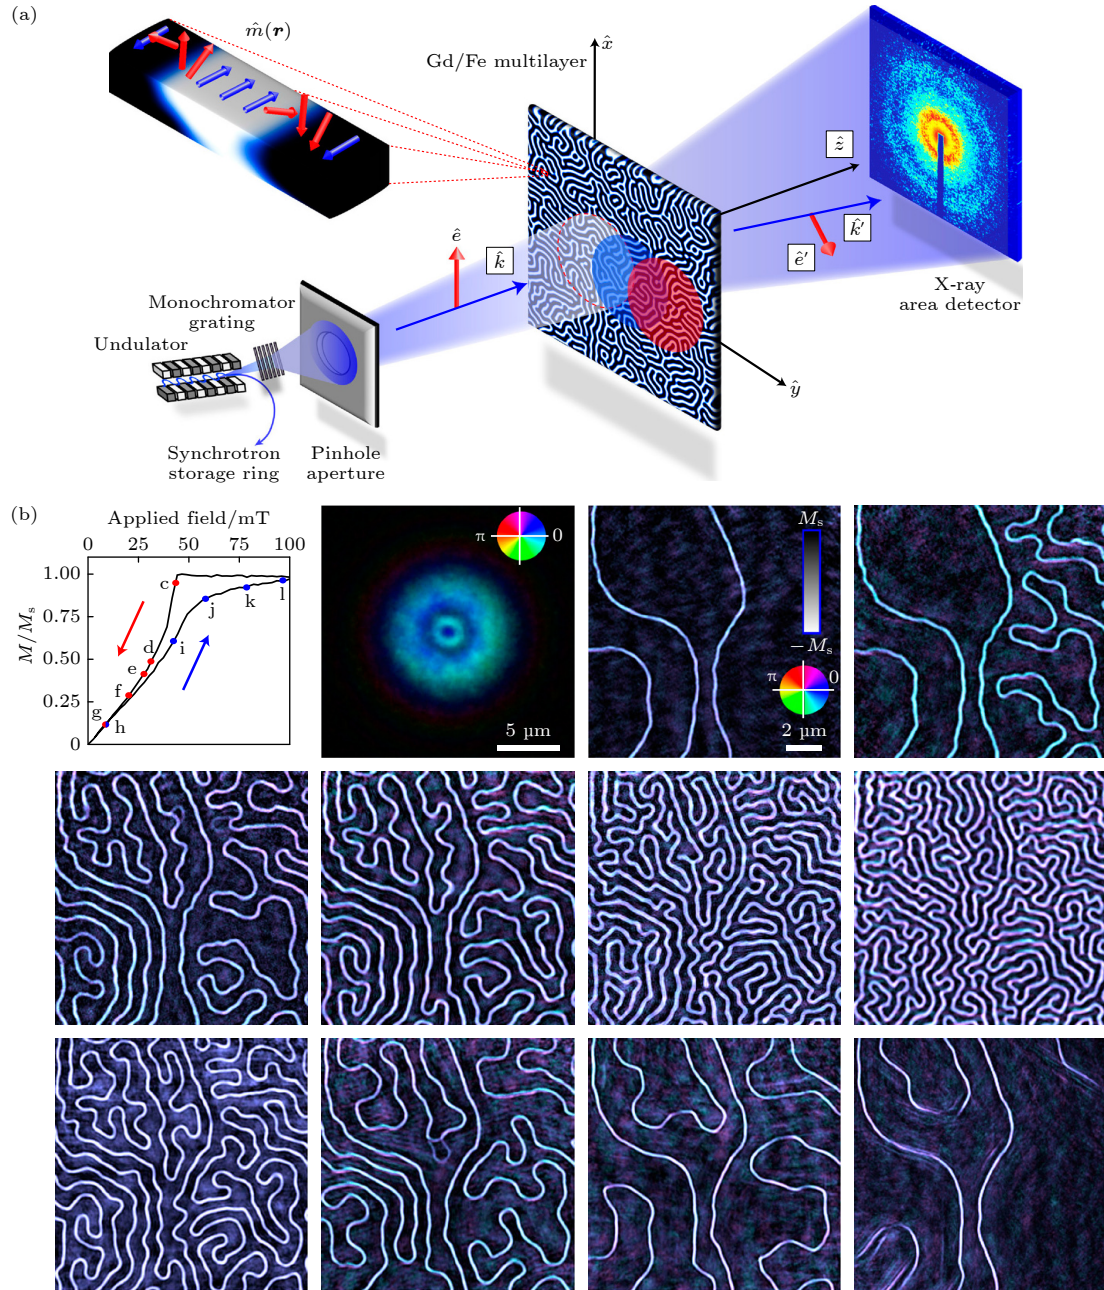 (a)
m̂(r)
Gd/Fe multilayer
x̂
ẑ
k̂′
ê′
ê
k̂
X-ray
area detector
Monochromator
grating
Undulator
ŷ
Synchrotron
storage ring
Pinhole
aperture
(b)
Applied field/mT
0 25 50 75 100
M/Ms
1.00
0.75
0.50
0.25
0
c
d
e
f
g
h
i
j
k
l
π 0
5 µm
Ms
−Ms
π 0
2 µm